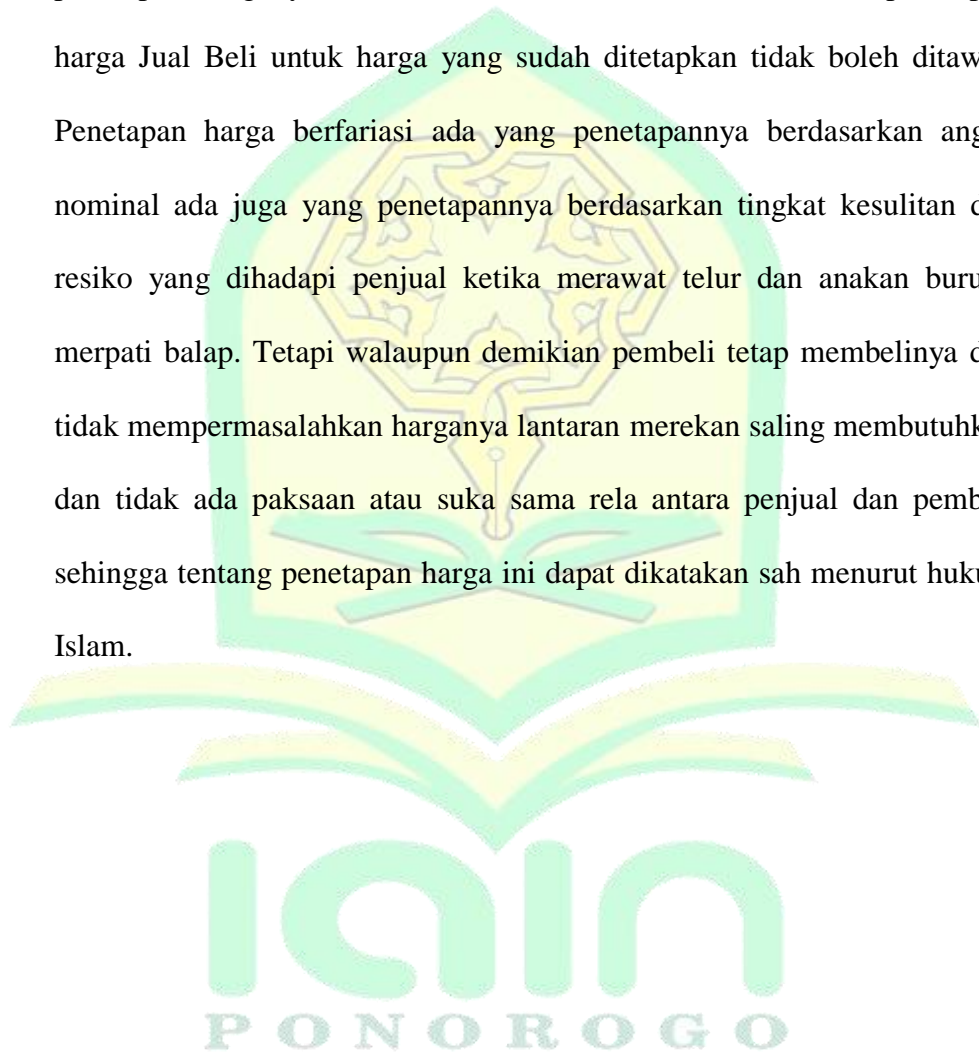 harga Jual Beli untuk harga yang sudah ditetapkan tidak boleh ditaw
Penetapan harga berfariasi ada yang penetapannya berdasarkan ang
nominal ada juga yang penetapannya berdasarkan tingkat kesulitan d
resiko yang dihadapi penjual ketika merawat telur dan anakan buru
merpati balap. Tetapi walaupun demikian pembeli tetap membelinya d
tidak mempermasalahkan harganya lantaran merekan saling membutuhk
dan tidak ada paksaan atau suka sama rela antara penjual dan pemb
sehingga tentang penetapan harga ini dapat dikatakan sah menurut huku
Islam.
iain
PONOROGO